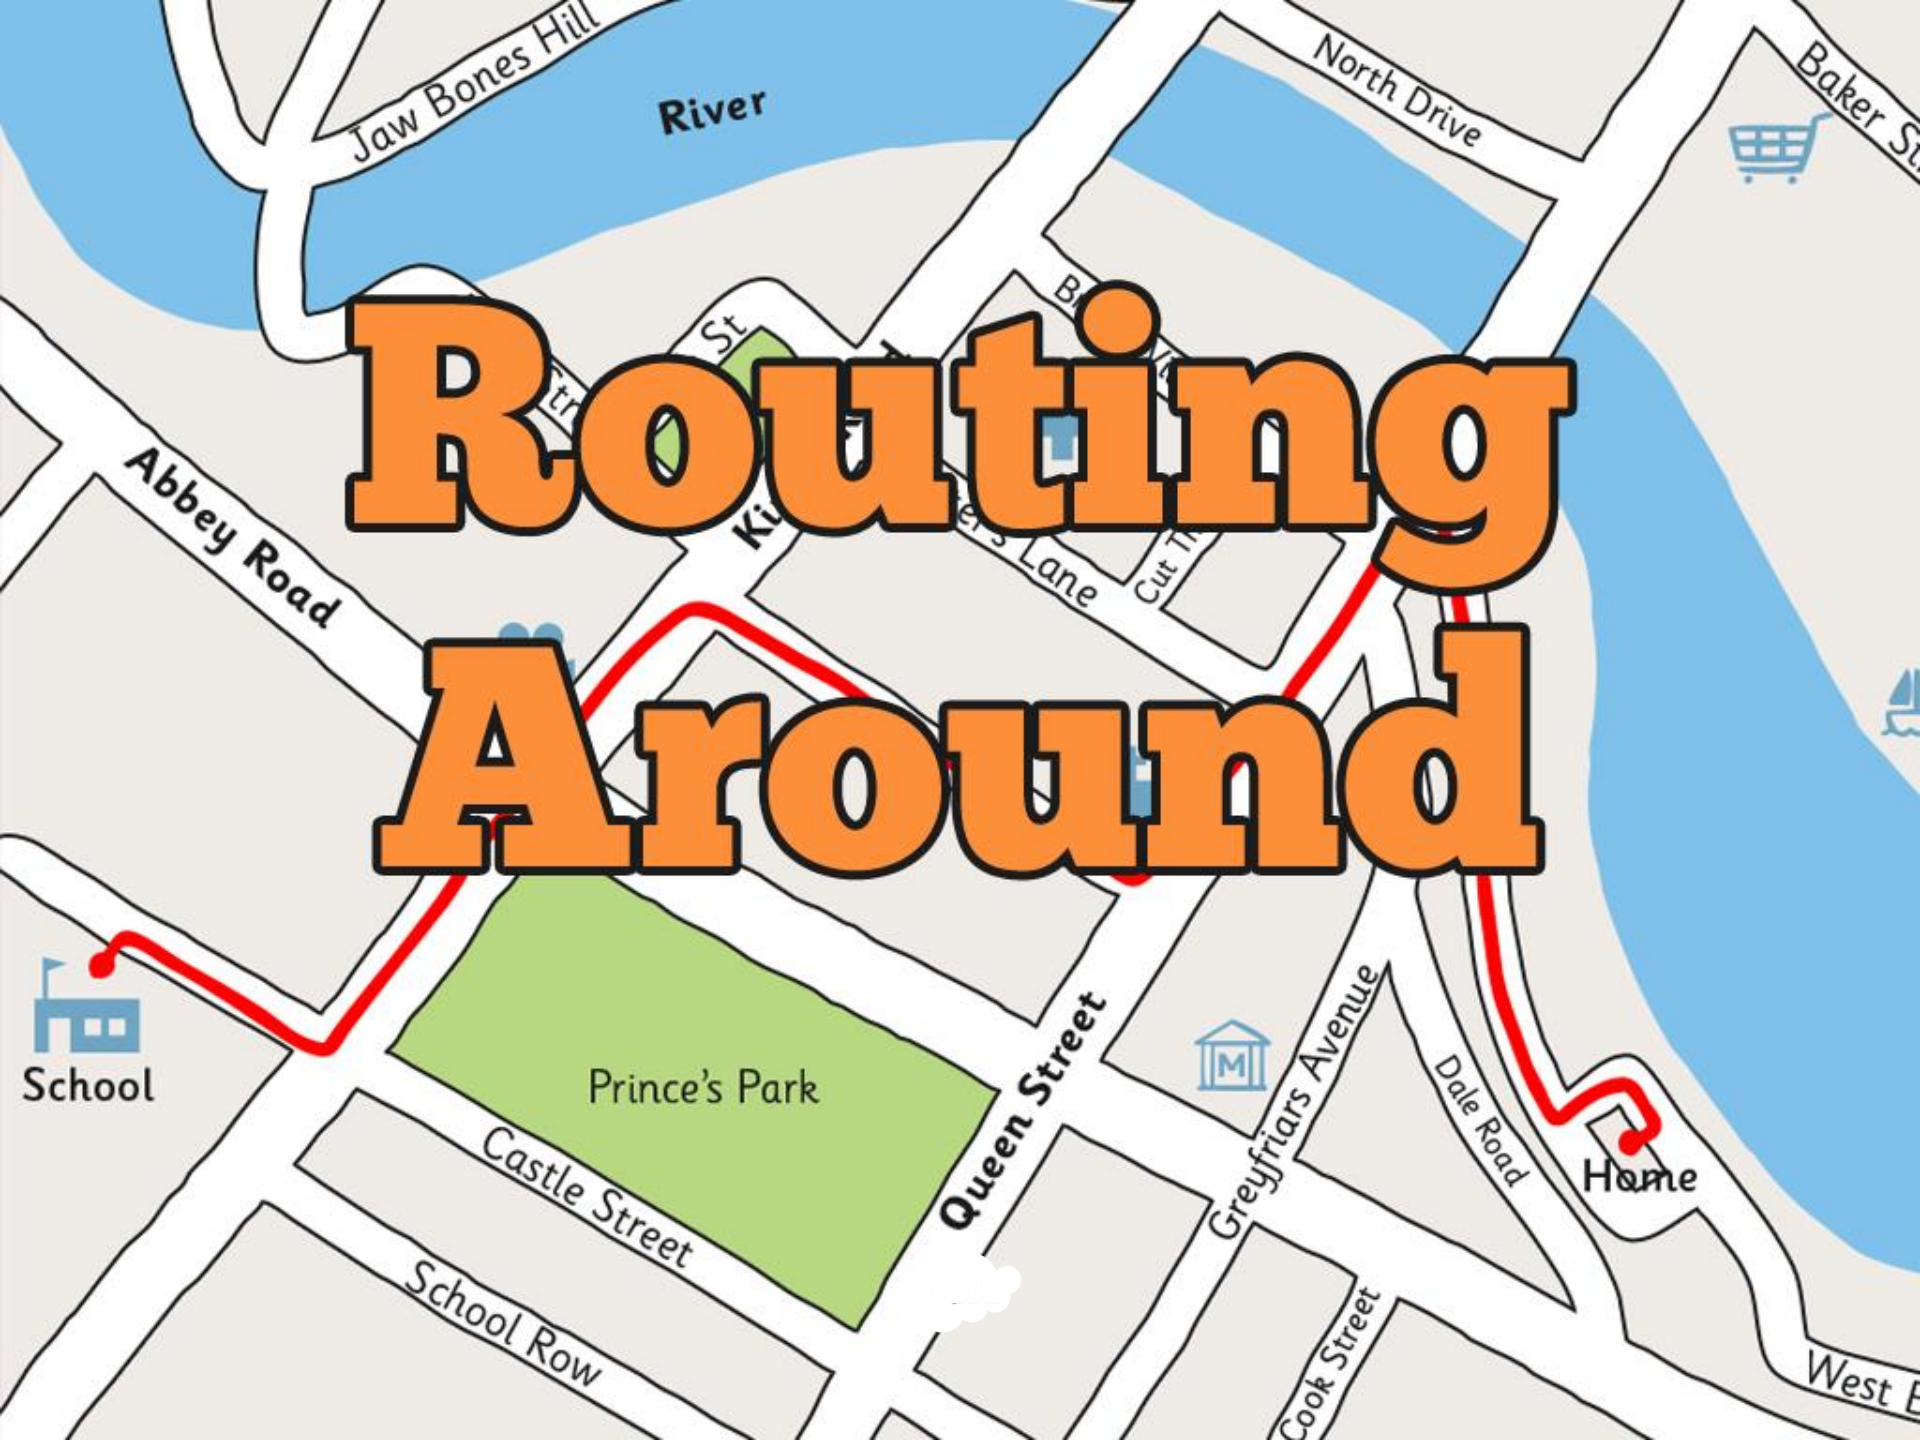 Jaw Bones Hill
River
North Drive
Baker
St
Routing
Abbey Road
Lane
Cut
Around
School
Prince's Park
Queen Street
Castle Street
School Row
Greyfriars Avenue
Dale Road
Home
Cook Street
West
M